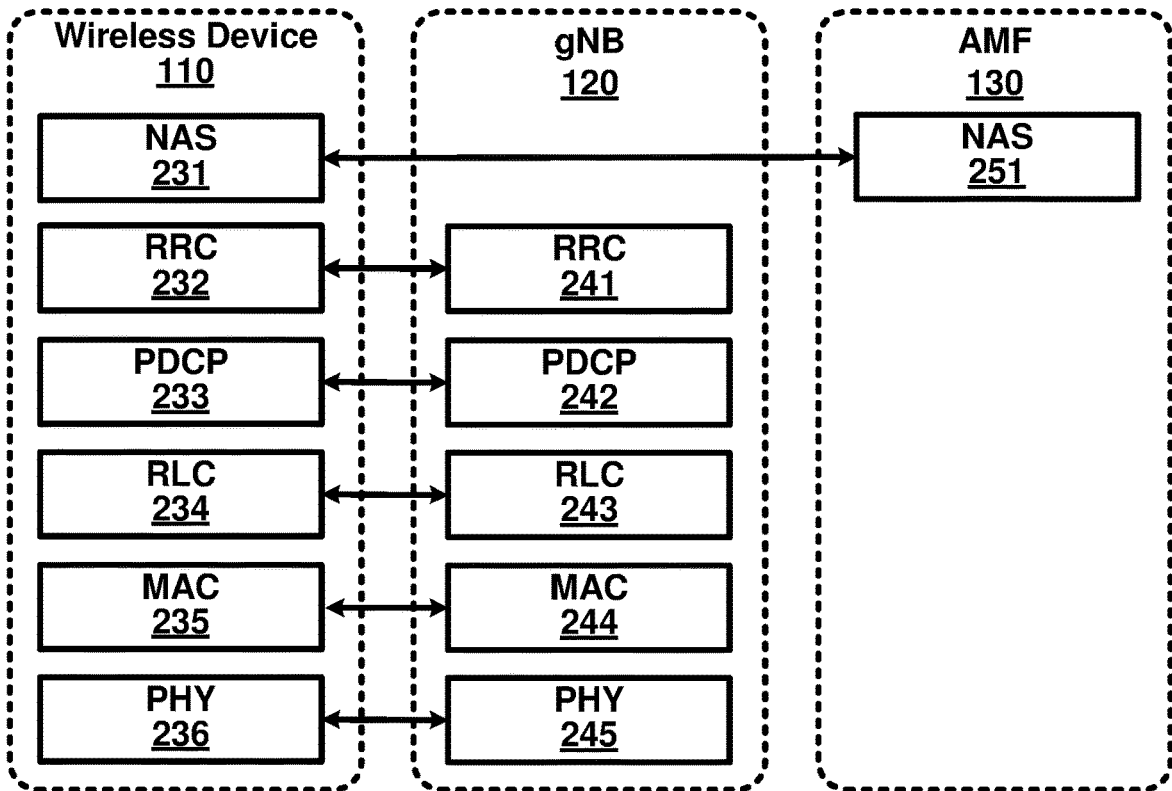 Wireless Device
110
gNB
120
AMF
130
NAS
231
NAS
251
RRC
232
RRC
241
PDCP
233
PDCP
242
RLC
234
RLC
243
MAC
235
MAC
244
PHY
236
PHY
245